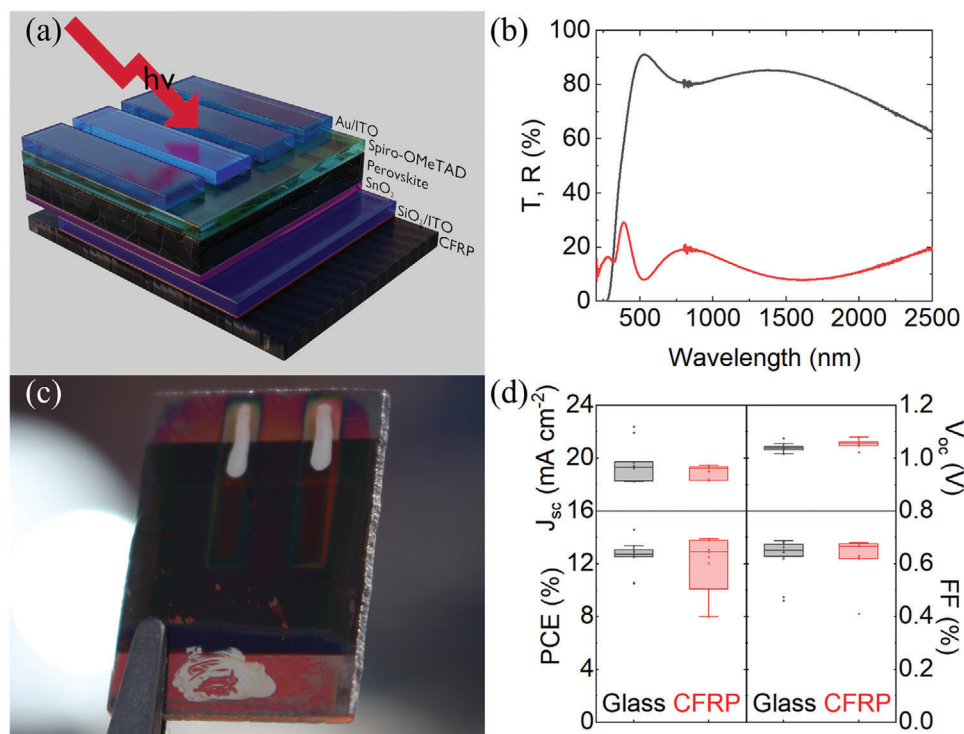 (a)
hv
Au/ITO
Spiro-OMeTAD
Perovskite
SnO₂
SiO₂/ITO
CFRP
(b)
T, R (%)
100
80
60
40
20
0
500 1000 1500 2000 2500
Wavelength (nm)
(c)
(d)
J_sc (mA cm⁻²)
24
20
16
PCE (%)
12
8
4
0
V_oc (V)
1.2
1.0
0.8
FF (%)
0.6
0.4
0.2
0.0
Glass CFRP Glass CFRP